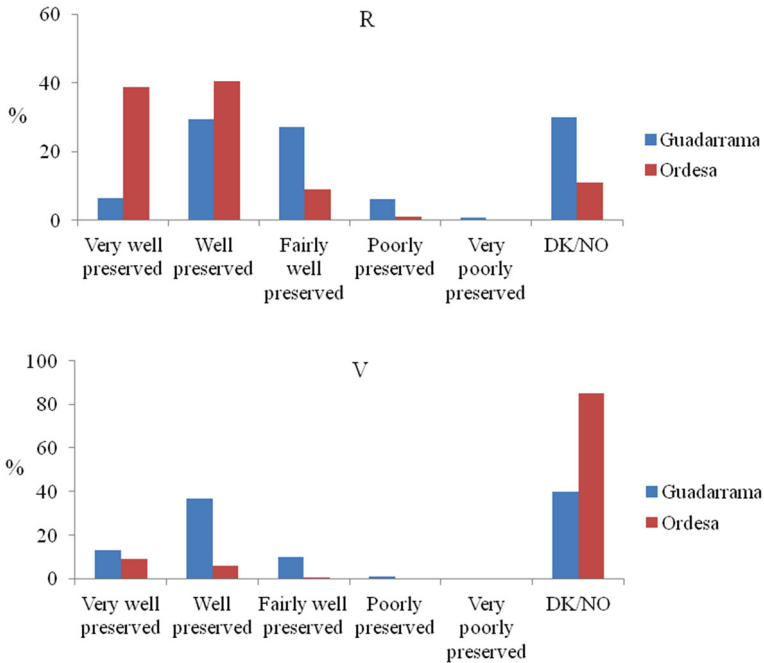 R
60
40
20
0
%
Very well
preserved
Well
preserved
Fairly
well
preserved
Poorly
preserved
Very
poorly
preserved
DK/NO
Guadarrama
Ordesa
V
100
80
60
40
20
0
%
Very well
preserved
Well
preserved
Fairly well
preserved
Poorly
preserved
Very
poorly
preserved
DK/NO
Guadarrama
Ordesa